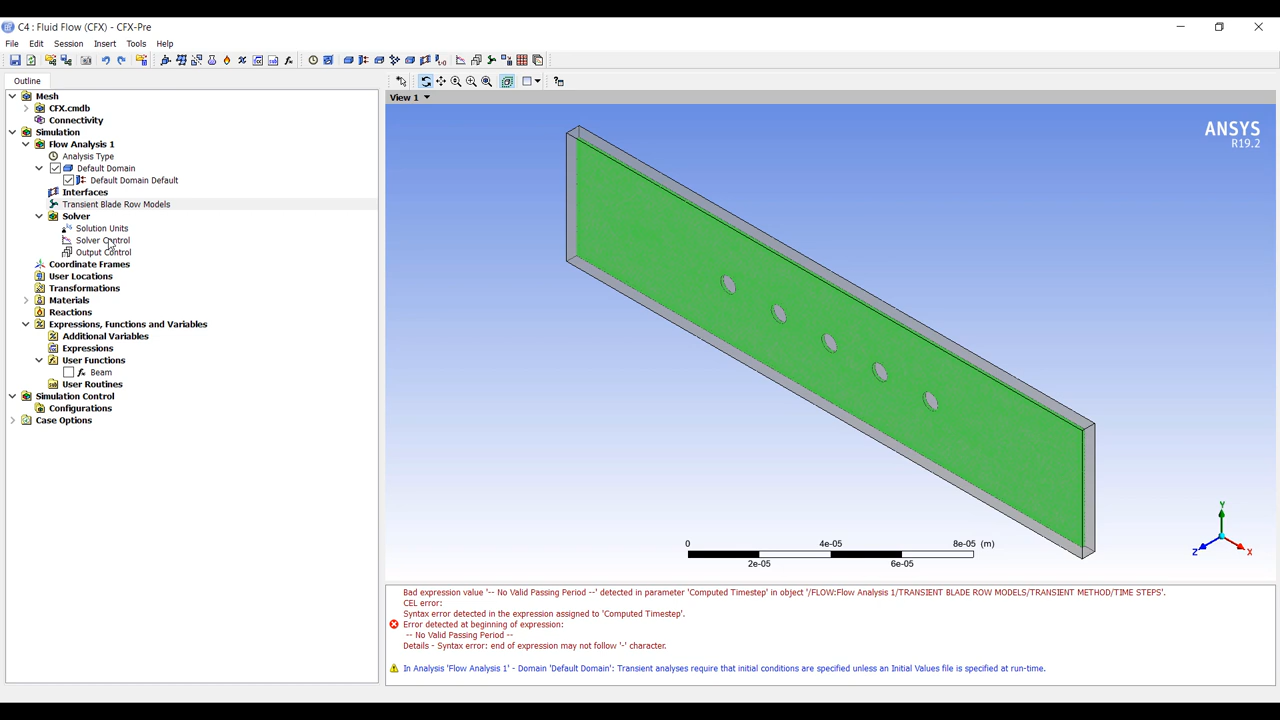 C4 : Fluid Flow (CFX) - CFX-Pre
File Edit Session Insert Tools Help
Outline
Mesh
CFX.cmdb
Connectivity
Simulation
Flow Analysis 1
Analysis Type
Default Domain
Default Domain Default
Interfaces
Transient Blade Row Models
Solver
Solution Units
Solver Control
Output Control
Coordinate Frames
User Locations
Transformations
Materials
Reactions
Expressions, Functions and Variables
Additional Variables
Expressions
User Functions
Beam
User Routines
Simulation Control
Configurations
Case Options
View 1
ANSYS
R19.2
0 4e-05 8e-05 (m)
2e-05 6e-05
Y
Z X
Bad expression value '-- No Valid Passing Period --' detected in parameter 'Computed Timestep' in object '/FLOW:Flow Analysis 1/TRANSIENT BLADE ROW MODELS/TRANSIENT METHOD/TIME STEPS'.
CEL error:
Syntax error detected in the expression assigned to 'Computed Timestep'.
Error detected at beginning of expression:
-- No Valid Passing Period --
Details - Syntax error: end of expression may not follow '-' character.
In Analysis 'Flow Analysis 1' - Domain 'Default Domain': Transient analyses require that initial conditions are specified unless an Initial Values file is specified at run-time.